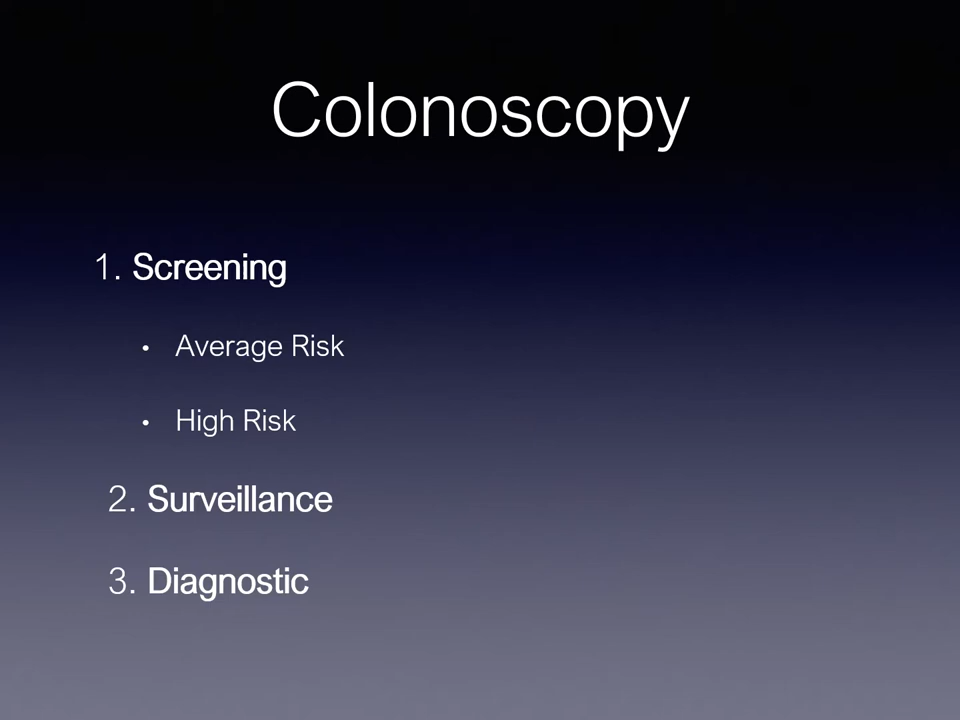 Colonoscopy
1. Screening
• Average Risk
• High Risk
2. Surveillance
3. Diagnostic